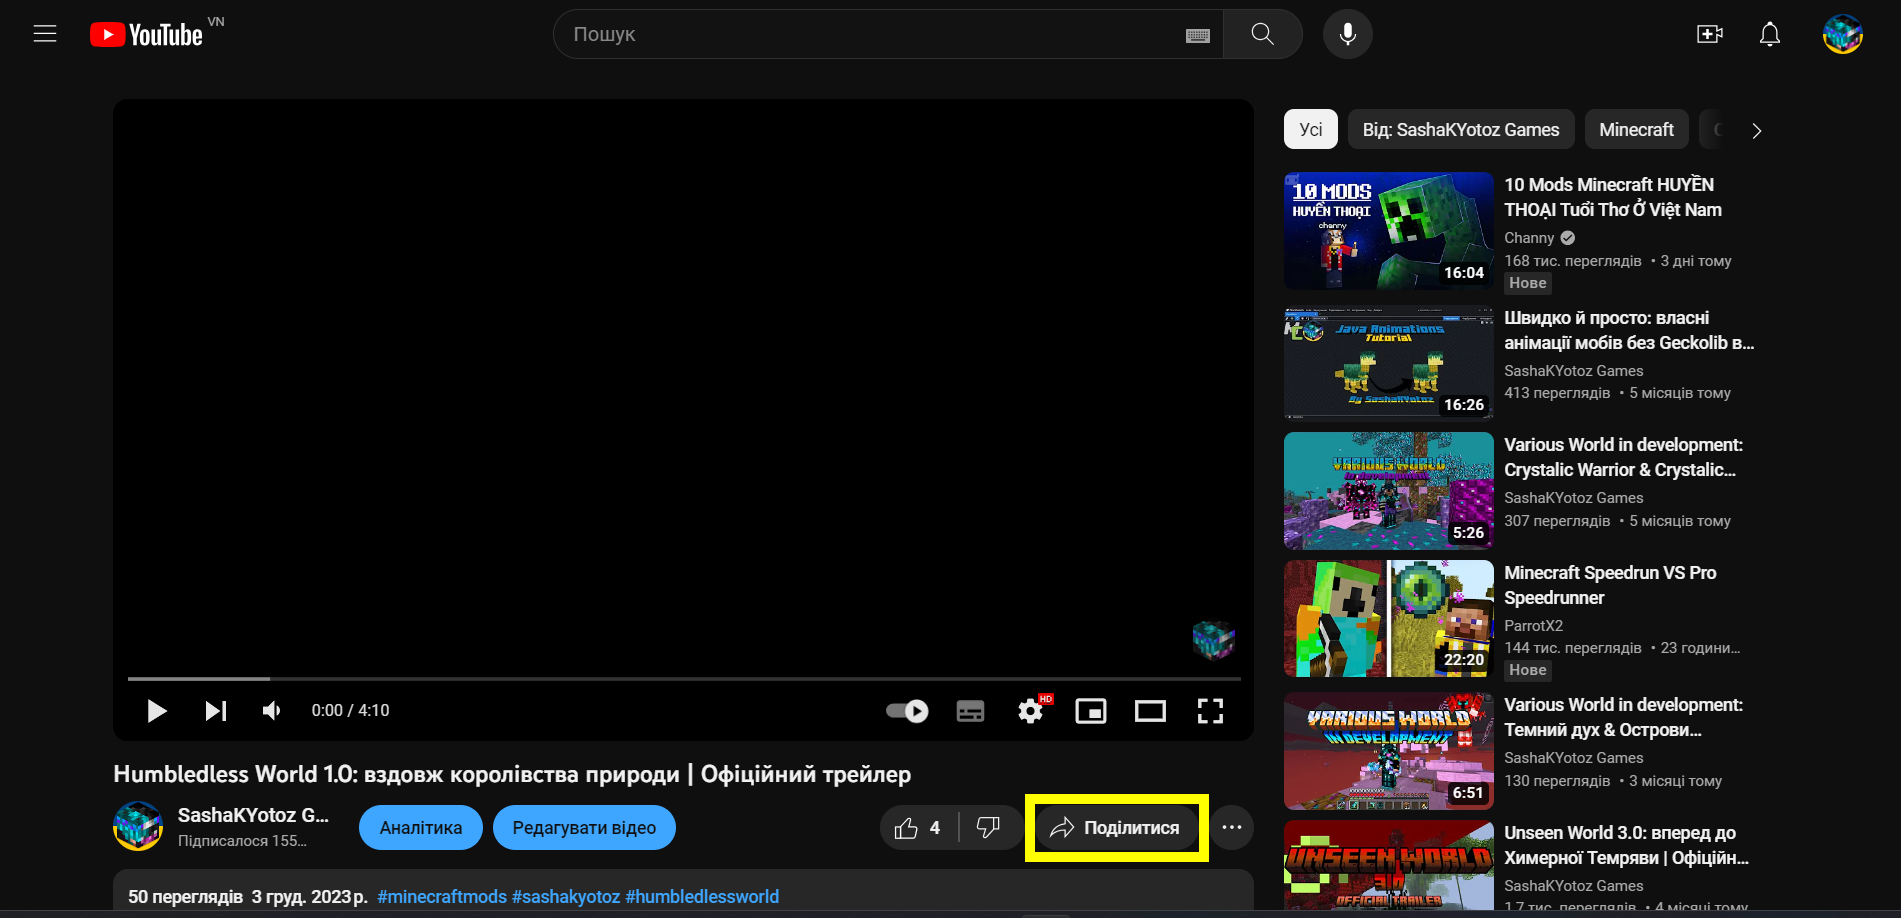 YouTube VN
Пошук
Усі
Від: SashaKYotoz Games
Minecraft
10 MODS
HUYỀN THOẠI
channy
16:04
10 Mods Minecraft HUYỀN
THOẠI Tuổi Thơ Ở Việt Nam
Channy
168 тис. переглядів • 3 дні тому
Нове
Java Animations
Tutorial
By SashaKYotoz
16:26
Швидко й просто: власні
анімації мобів без Geckolib в...
SashaKYotoz Games
413 переглядів • 5 місяців тому
VARIOUS WORLD
in development
5:26
Various World in development:
Crystalic Warrior & Crystalic...
SashaKYotoz Games
307 переглядів • 5 місяців тому
22:20
Minecraft Speedrun VS Pro
Speedrunner
ParrotX2
144 тис. переглядів • 23 години...
Нове
VARIOUS WORLD
IN DEVELOPMENT
6:51
Various World in development:
Темний дух & Острови...
SashaKYotoz Games
130 переглядів • 3 місяці тому
UNSEEN WORLD
3.0
OFFICIAL TRAILER
Unseen World 3.0: вперед до
Химерної Темряви | Офіційн...
SashaKYotoz Games
1,7 тис. переглядів • 4 місяці тому
0:00 / 4:10
HD
Humbledless World 1.0: вздовж королівства природи | Офіційний трейлер
SashaKYotoz G...
Підписалося 155...
Аналітика
Редагувати відео
4
Поділитися
50 переглядів 3 груд. 2023 р. #minecraftmods #sashakyotoz #humbledlessworld